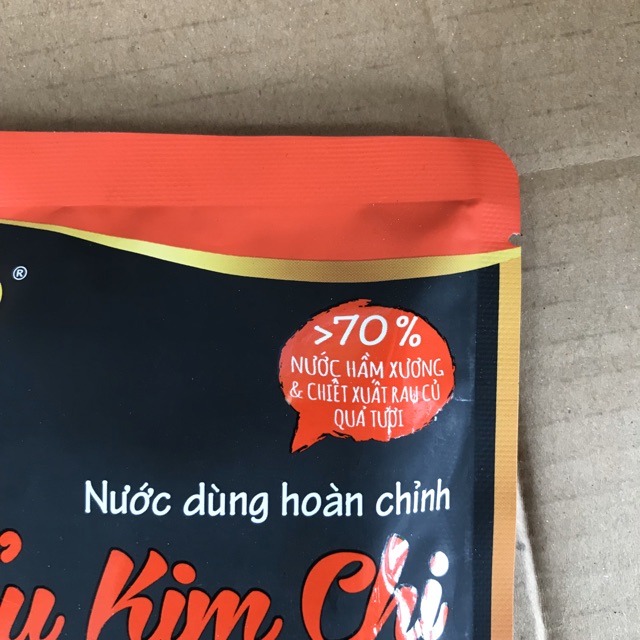 ®
>70%
NƯỚC HẦM XƯƠNG
& CHIẾT XUẤT RAU CỦ
QUẢ TƯƠI
Nước dùng hoàn chỉnh
Kim Chi